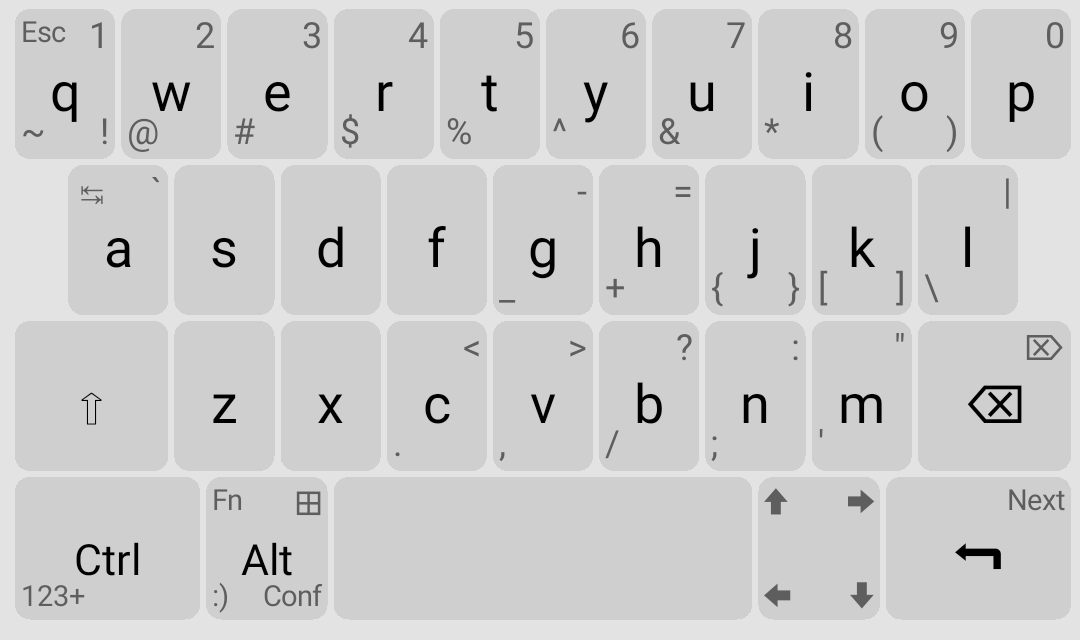 Esc 1 2 3 4 5 6 7 8 9 0
q w e r t y u i o p
~ ! @ # $ % ^ & * ( )
⭾ ` - = |
a s d f g h j k l
_ + { } [ ] \
< > ? : " ⌦
⇧ z x c v b n m ⌫
. , / ; '
Fn ⊞ ⬆ ➡ Next
Ctrl Alt ↰
123+ :) Conf ⬅ ⬇